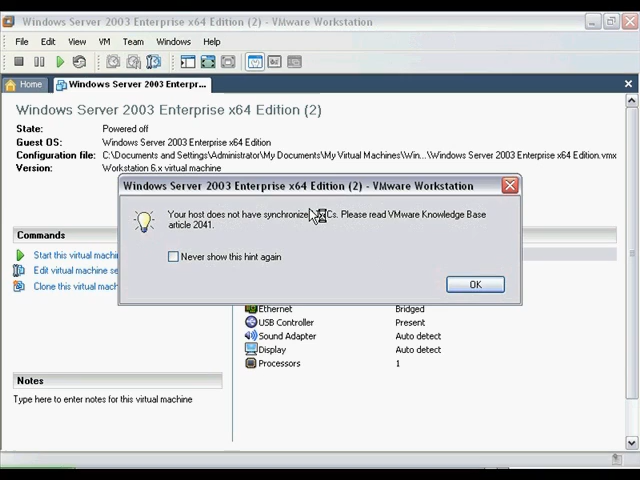 Windows Server 2003 Enterprise x64 Edition (2) - VMware Workstation
File Edit View VM Team Windows Help
Home Windows Server 2003 Enterpr...
Windows Server 2003 Enterprise x64 Edition (2)
State: Powered off
Guest OS: Windows Server 2003 Enterprise x64 Edition
Configuration file: C:\Documents and Settings\Administrator\My Documents\My Virtual Machines\Win...\Windows Server 2003 Enterprise x64 Edition.vmx
Version: Workstation 6.x virtual machine
Windows Server 2003 Enterprise x64 Edition (2) - VMware Workstation
Your host does not have synchronize Cs. Please read VMware Knowledge Base
article 2041.
Never show this hint again
OK
Commands
Start this virtual machi
Edit virtual machine se
Clone this virtual mach
Ethernet Bridged
USB Controller Present
Sound Adapter Auto detect
Display Auto detect
Processors 1
Notes
Type here to enter notes for this virtual machine